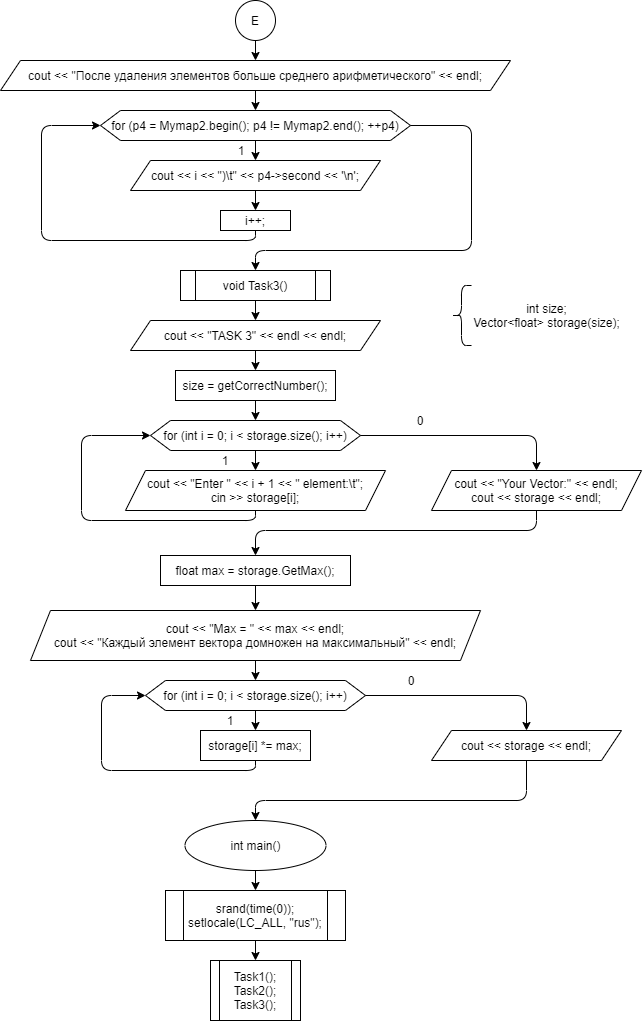 E
cout << "После удаления элементов больше среднего арифметического" << endl;
for (p4 = Mymap2.begin(); p4 != Mymap2.end(); ++p4)
1
cout << i << ")\t" << p4->second << '\n';
i++;
void Task3()
int size;
Vector<float> storage(size);
cout << "TASK 3" << endl << endl;
size = getCorrectNumber();
for (int i = 0; i < storage.size(); i++)
0
1
cout << "Enter " << i + 1 << " element:\t";
cin >> storage[i];
cout << "Your Vector:" << endl;
cout << storage << endl;
float max = storage.GetMax();
cout << "Max = " << max << endl;
cout << "Каждый элемент вектора домножен на максимальный" << endl;
for (int i = 0; i < storage.size(); i++)
0
1
storage[i] *= max;
cout << storage << endl;
int main()
srand(time(0));
setlocale(LC_ALL, "rus");
Task1();
Task2();
Task3();